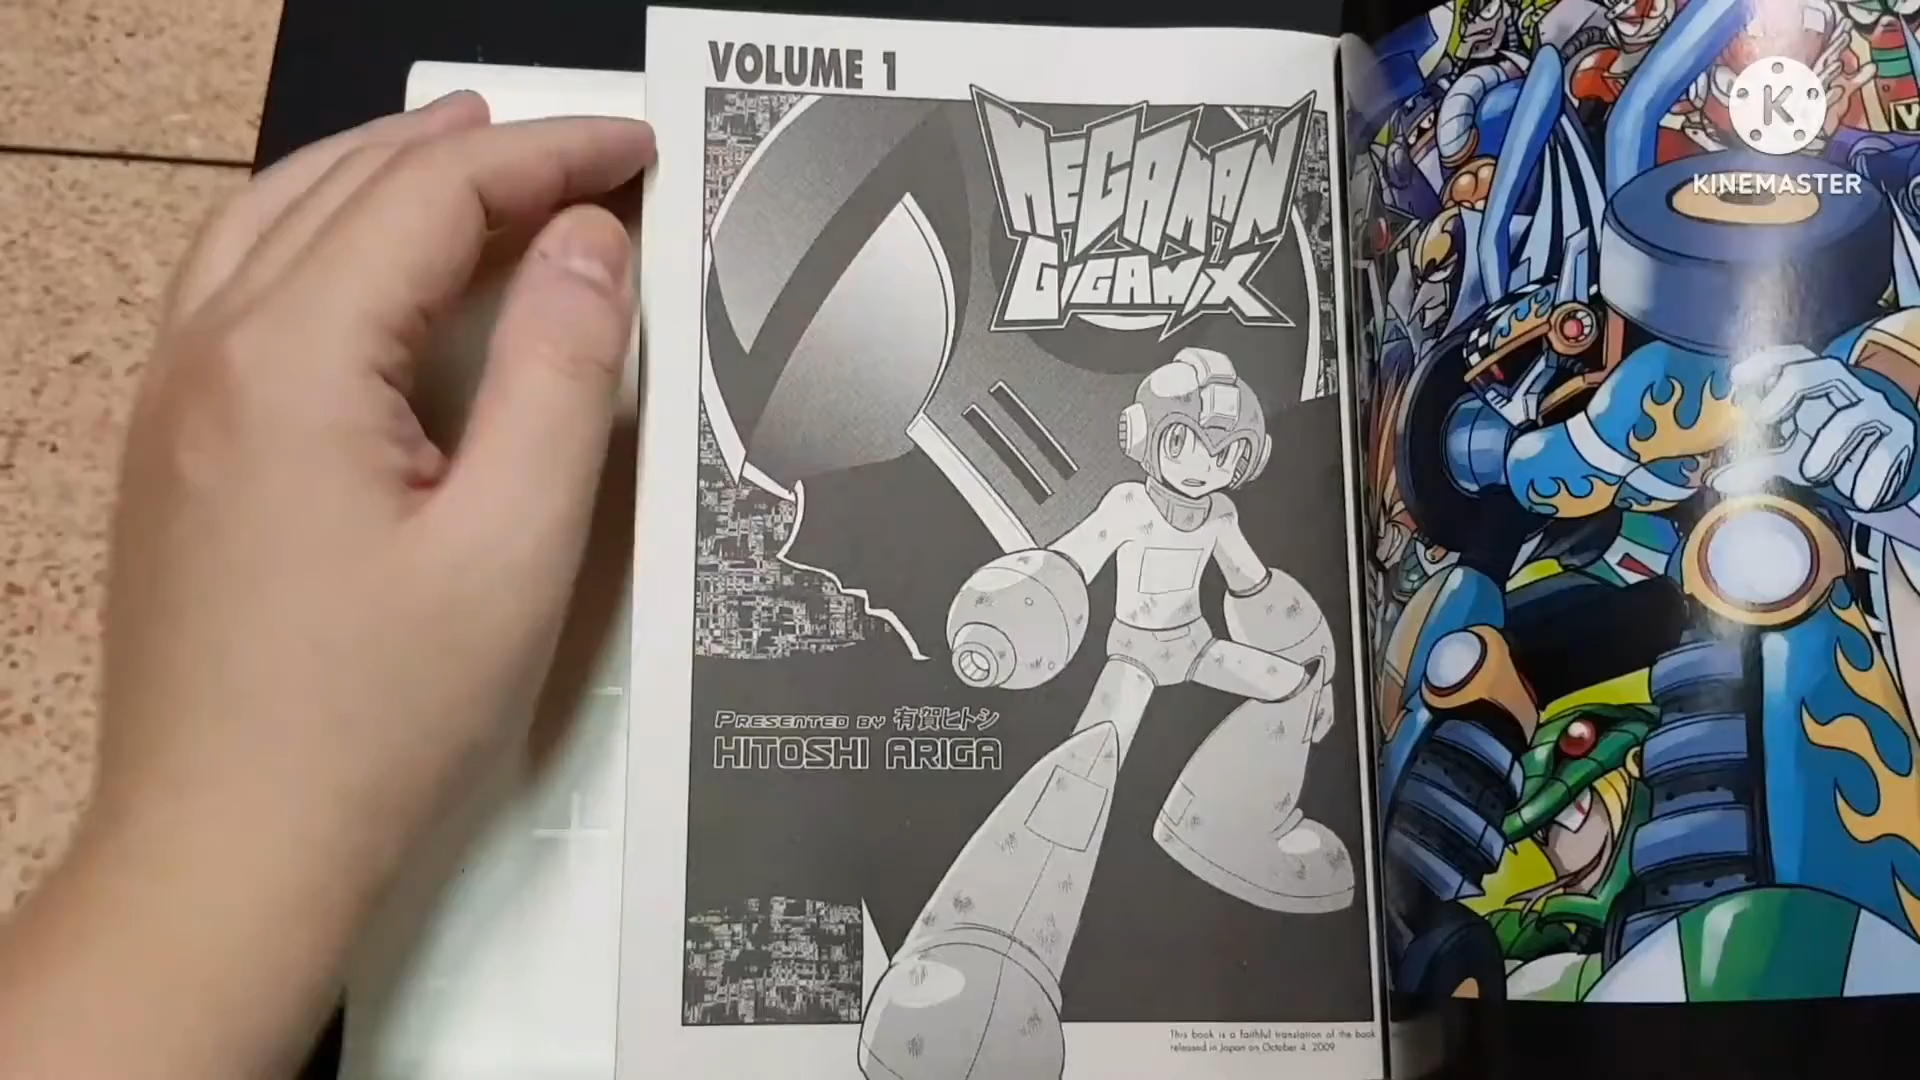 VOLUME 1
MEGAMAN
GIGAMIX
PRESENTED BY 有賀ヒトシ
HITOSHI ARIGA
This book is a faithful translation of the book
released in Japan on October 4, 2009
K
KINEMASTER
V